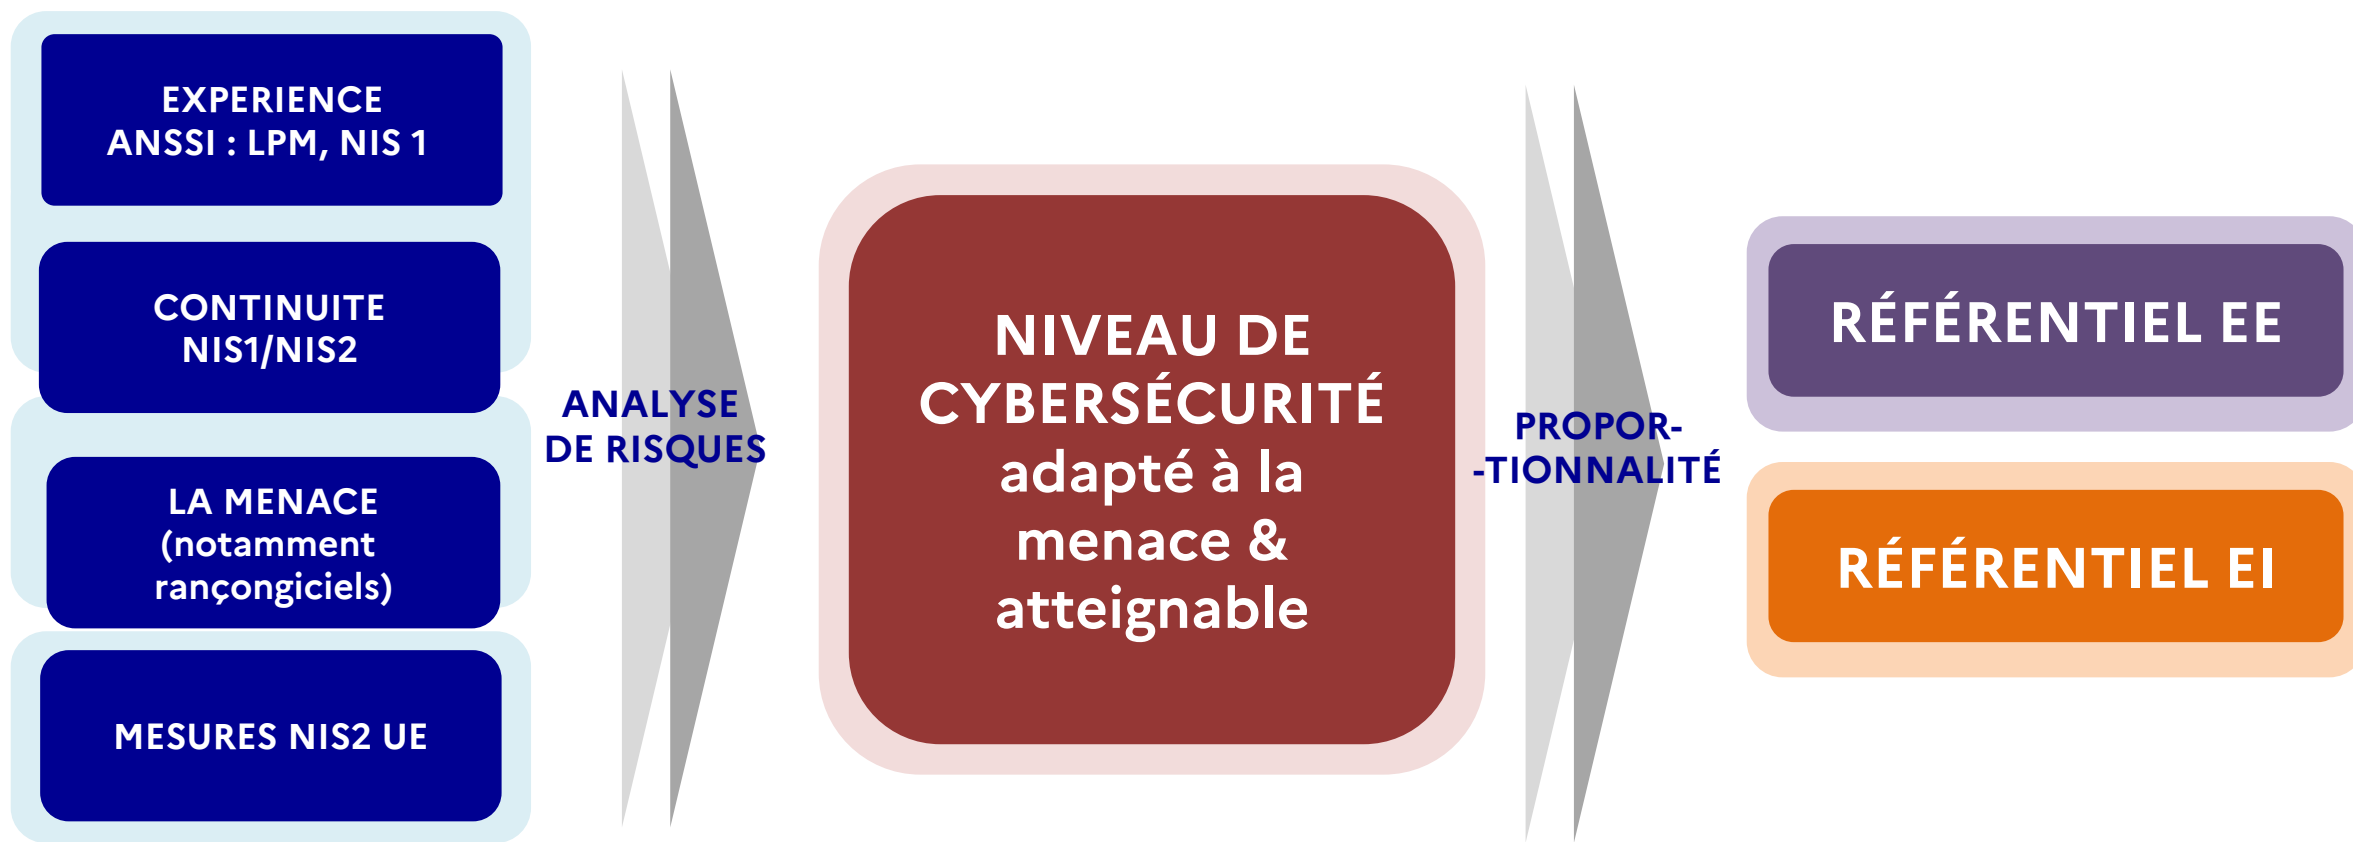 EXPERIENCE
ANSSI : LPM, NIS 1
CONTINUITE
NIS1/NIS2
LA MENACE
(notamment
rançongiciels)
MESURES NIS2 UE
ANALYSE
DE RISQUES
NIVEAU DE
CYBERSÉCURITÉ
adapté à la
menace &
atteignable
PROPOR-
-TIONNALITÉ
RÉFÉRENTIEL EE
RÉFÉRENTIEL EI